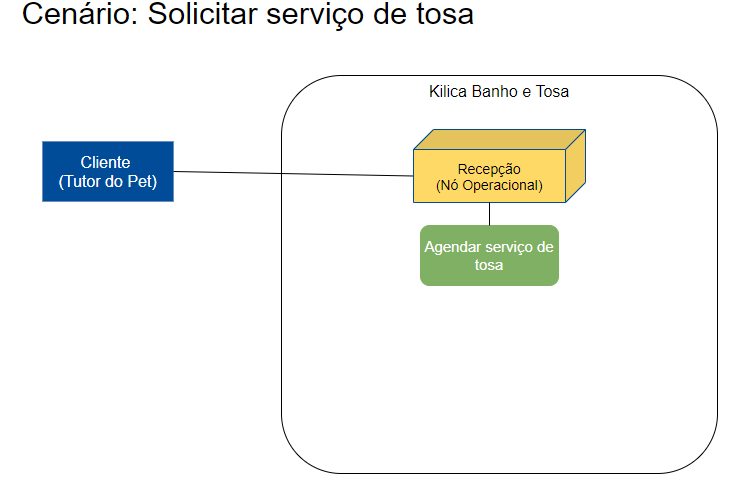 Cenário: Solicitar serviço de tosa
Kilica Banho e Tosa
Cliente
(Tutor do Pet)
Recepção
(Nó Operacional)
Agendar serviço de
tosa